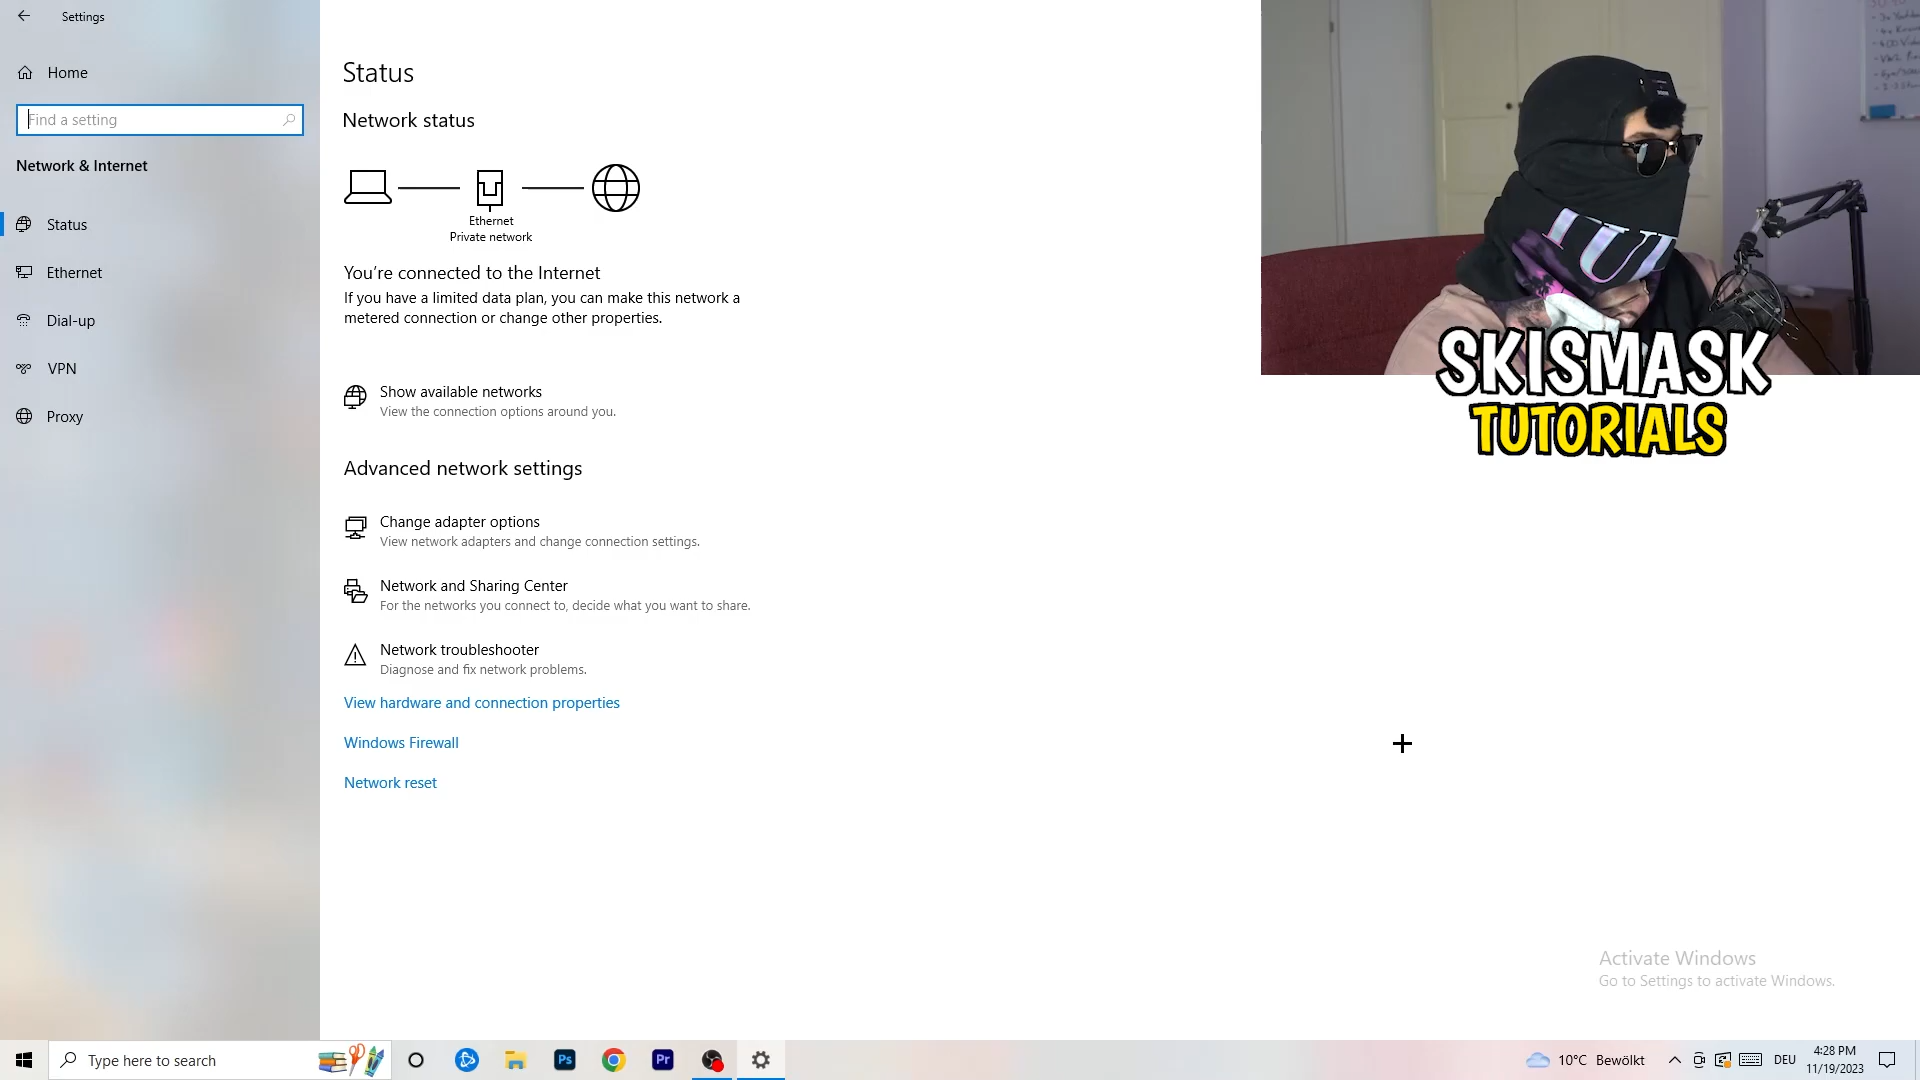 Settings
Home
Find a setting
Network & Internet
Status
Ethernet
Dial-up
VPN
Proxy
Status
Network status
Ethernet
Private network
You're connected to the Internet
If you have a limited data plan, you can make this network a
metered connection or change other properties.
Show available networks
View the connection options around you.
Advanced network settings
Change adapter options
View network adapters and change connection settings.
Network and Sharing Center
For the networks you connect to, decide what you want to share.
Network troubleshooter
Diagnose and fix network problems.
View hardware and connection properties
Windows Firewall
Network reset
SKISMASK
TUTORIALS
Activate Windows
Go to Settings to activate Windows.
Type here to search
Ps
Pr
10°C Bewölkt
DEU
4:28 PM
11/19/2023